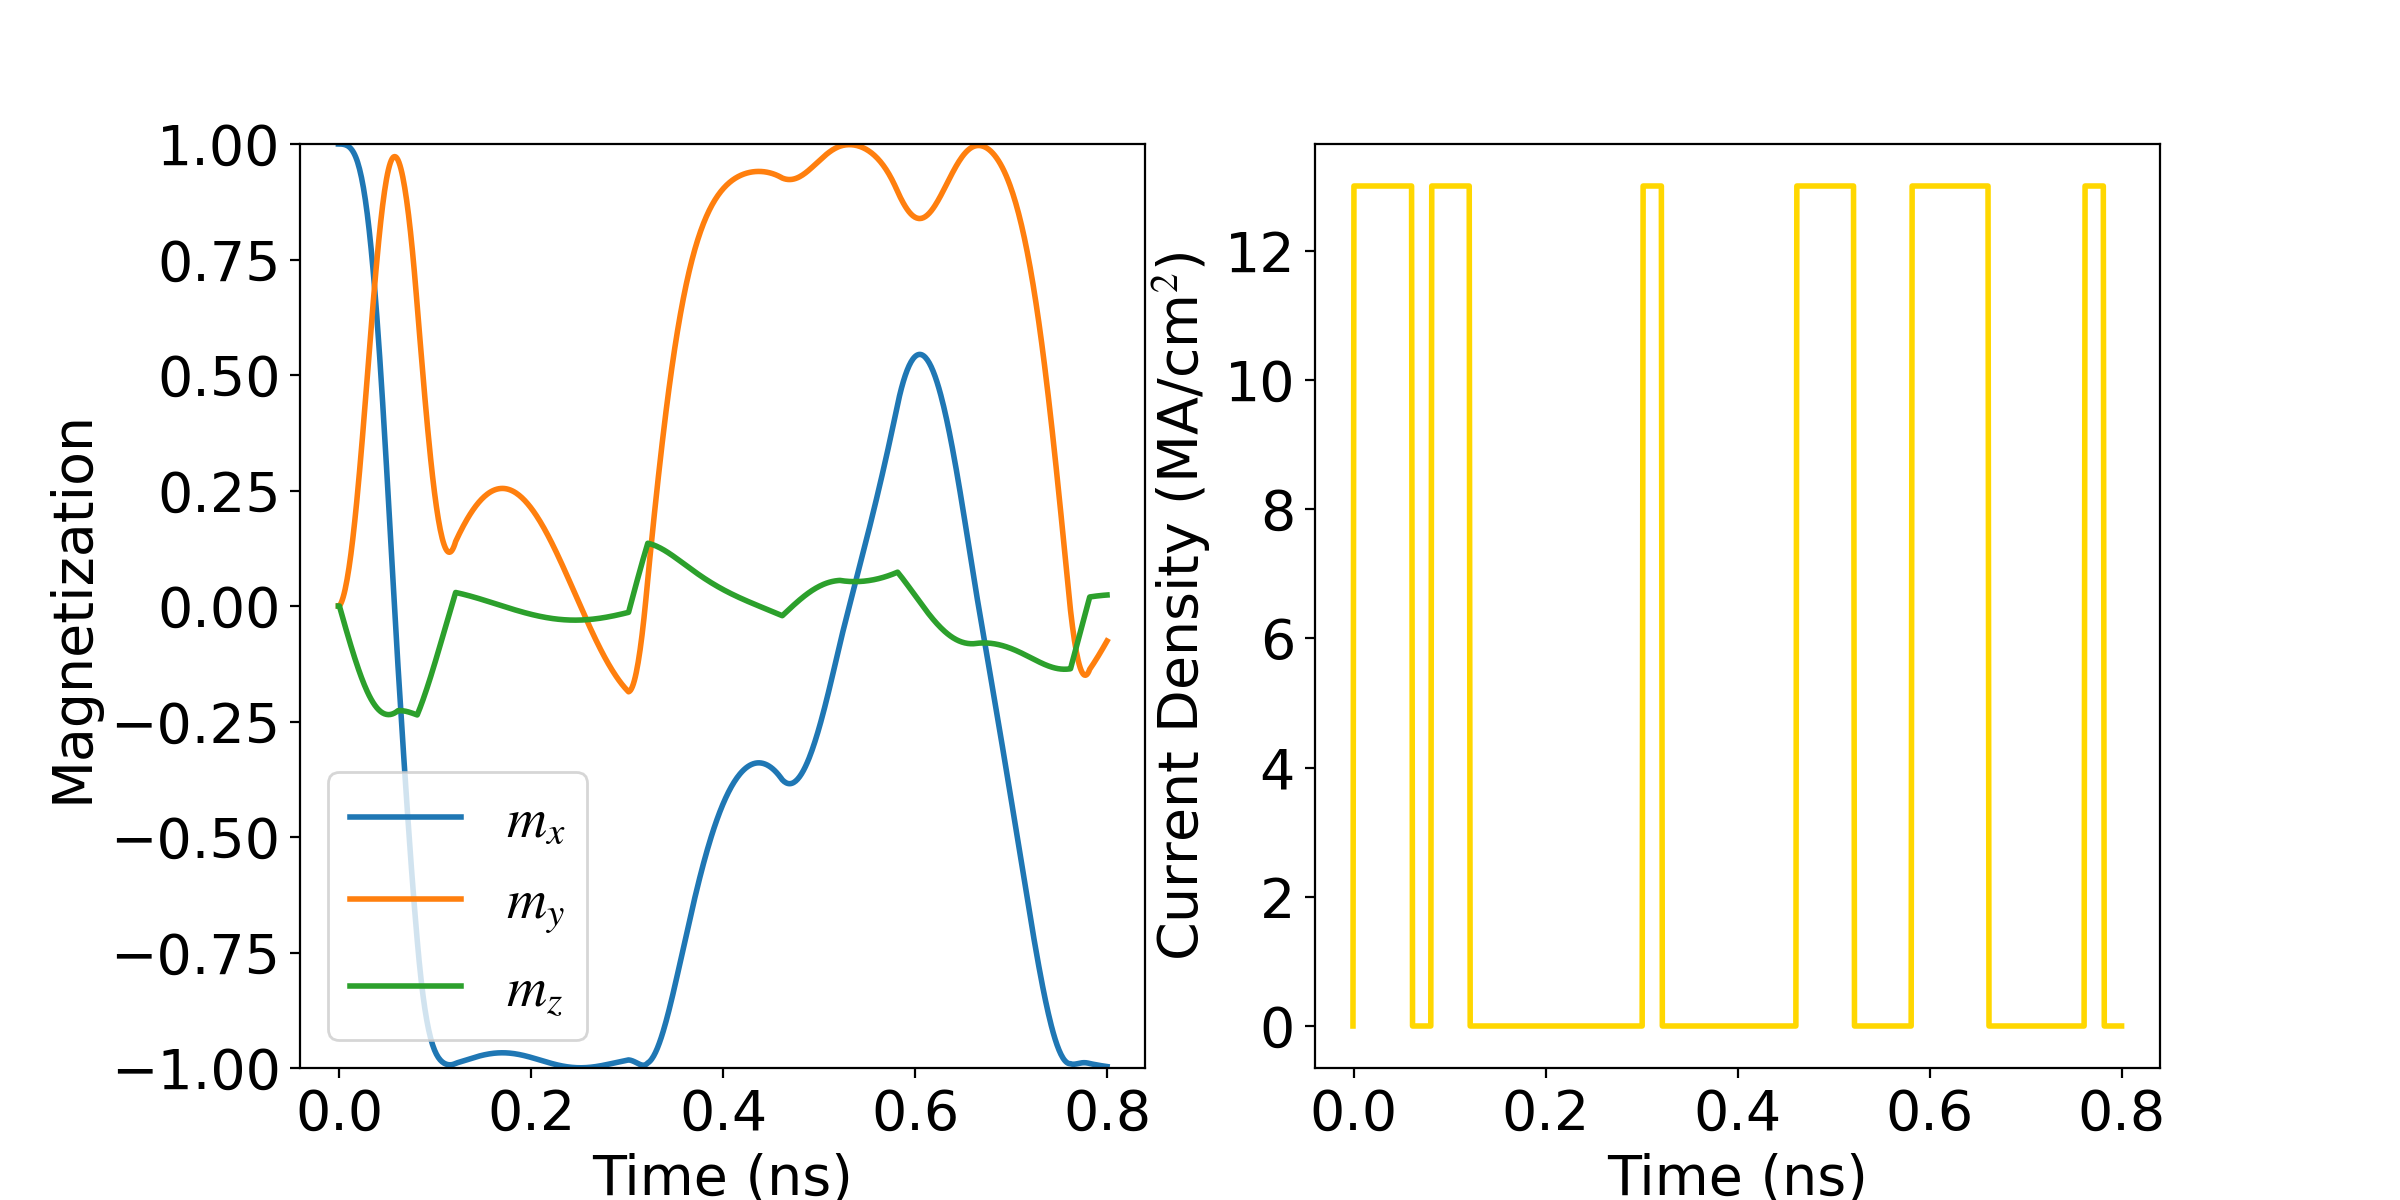 1.00
0.75
0.50
0.25
0.00
−0.25
−0.50
−0.75
−1.00
Magnetization
m_x
m_y
m_z
0.0 0.2 0.4 0.6 0.8
Time (ns)
Current Density (MA/cm²)
12
10
8
6
4
2
0
0.0 0.2 0.4 0.6 0.8
Time (ns)